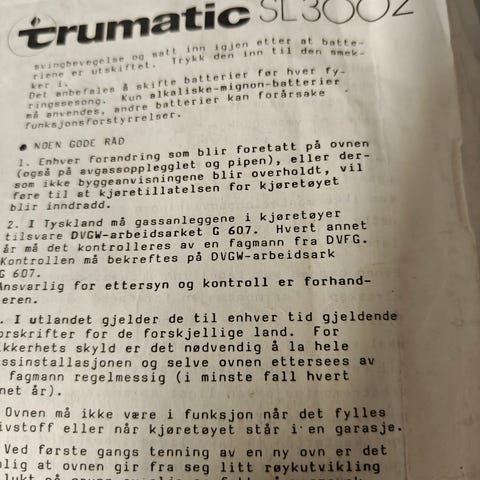 trumatic SL3002
svingbevegelse og satt inn igjen etter at batte-
riene er utskiftet. Trykk den inn til den smek-
ker i.
Det anbefales å skifte batterier før hver fy-
ringssesong. Kun alkaliske-mignon-batterier
må anvendes, andre batterier kan forårsake
funksjonsforstyrrelser.
● NOEN GODE RÅD
1. Enhver forandring som blir foretatt på ovnen
(også på avgassopplegget og pipen), eller der-
som ikke byggeanvisningene blir overholdt, vil
føre til at kjøretillatelsen for kjøretøyet
blir inndradd.
2. I Tyskland må gassanleggene i kjøretøyer
tilsvare DVGW-arbeidsarket G 607. Hvert annet
år må det kontrolleres av en fagmann fra DVFG.
Kontrollen må bekreftes på DVGW-arbeidsark
G 607.
Ansvarlig for ettersyn og kontroll er forhand-
eren.
. I utlandet gjelder de til enhver tid gjeldende
orskrifter for de forskjellige land. For
ikkerhets skyld er det nødvendig å la hele
ssinstallasjonen og selve ovnen ettersees av
fagmann regelmessig (i minste fall hvert
net år).
Ovnen må ikke være i funksjon når det fylles
ivstoff eller når kjøretøyet står i en garasje.
Ved første gangs tenning av en ny ovn er det
lig at ovnen gir fra seg litt røykutvikling